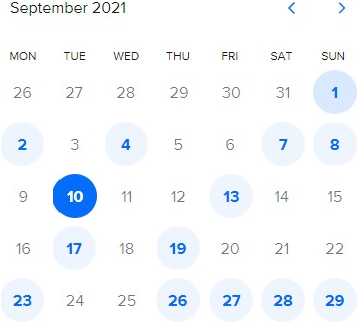 September 2021
MON TUE WED THU FRI SAT SUN
26 27 28 29 30 31 1
2 3 4 5 6 7 8
9 10 11 12 13 14 15
16 17 18 19 20 21 22
23 24 25 26 27 28 29